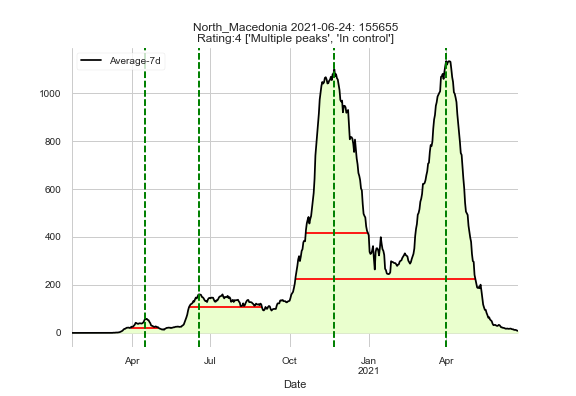 North_Macedonia 2021-06-24: 155655
Rating:4 ['Multiple peaks', 'In control']
Average-7d
1000
800
600
400
200
0
Apr
Jul
Oct
Jan
2021
Apr
Date